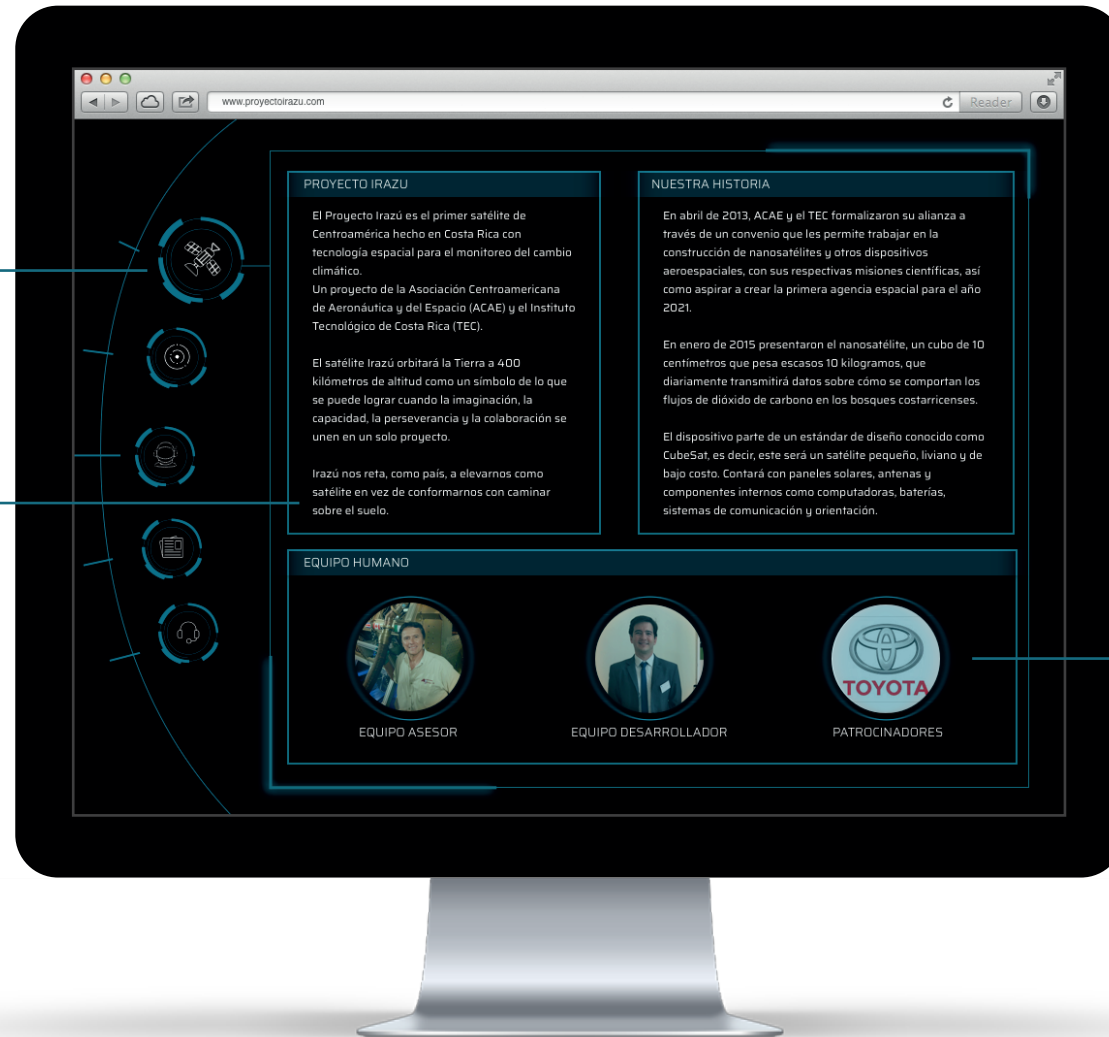 www.proyectoirazu.com
Reader
PROYECTO IRAZU
El Proyecto Irazú es el primer satélite de
Centroamérica hecho en Costa Rica con
tecnología espacial para el monitoreo del cambio
climático.
Un proyecto de la Asociación Centroamericana
de Aeronáutica y del Espacio (ACAE) y el Instituto
Tecnológico de Costa Rica (TEC).
El satélite Irazú orbitará la Tierra a 400
kilómetros de altitud como un símbolo de lo que
se puede lograr cuando la imaginación, la
capacidad, la perseverancia y la colaboración se
unen en un solo proyecto.
Irazú nos reta, como país, a elevarnos como
satélite en vez de conformarnos con caminar
sobre el suelo.
NUESTRA HISTORIA
En abril de 2013, ACAE y el TEC formalizaron su alianza a
través de un convenio que les permite trabajar en la
construcción de nanosatélites y otros dispositivos
aeroespaciales, con sus respectivas misiones científicas, así
como aspirar a crear la primera agencia espacial para el año
2021.
En enero de 2015 presentaron el nanosatélite, un cubo de 10
centímetros que pesa escasos 10 kilogramos, que
diariamente transmitirá datos sobre cómo se comportan los
flujos de dióxido de carbono en los bosques costarricenses.
El dispositivo parte de un estándar de diseño conocido como
CubeSat, es decir, este será un satélite pequeño, liviano y de
bajo costo. Contará con paneles solares, antenas y
componentes internos como computadoras, baterías,
sistemas de comunicación y orientación.
EQUIPO HUMANO
TOYOTA
EQUIPO ASESOR
EQUIPO DESARROLLADOR
PATROCINADORES